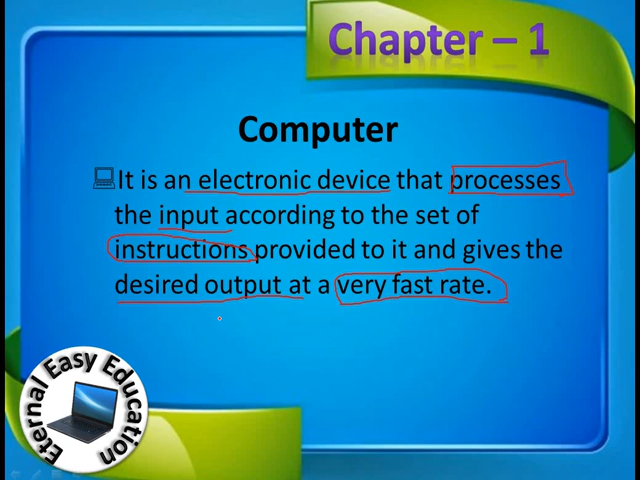 Chapter – 1
Computer
It is an electronic device that processes
the input according to the set of
instructions provided to it and gives the
desired output at a very fast rate.
Eternal Easy Education